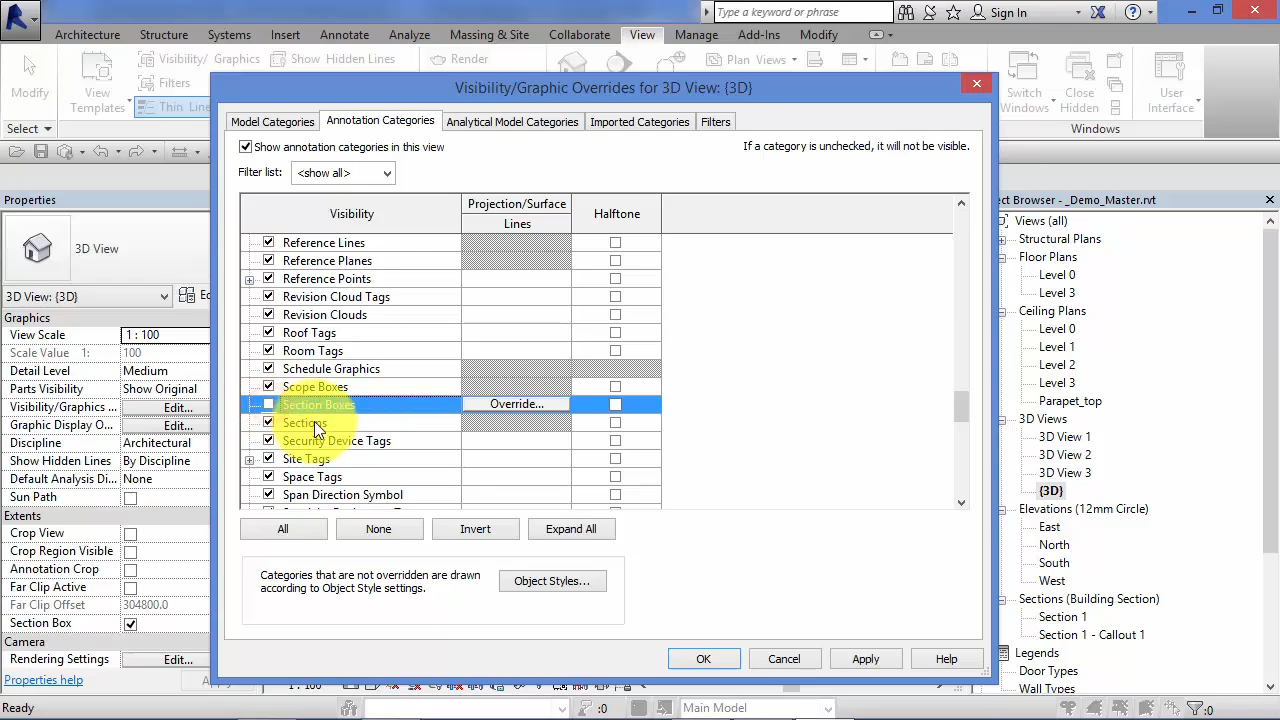 Type a keyword or phrase
Sign In
Architecture Structure Systems Insert Annotate Analyze Massing & Site Collaborate View Manage Add-Ins Modify
Modify
Select
View
Templates
Visibility/ Graphics
Filters
Thin Line
Show Hidden Lines
Render
Plan Views
Switch
Windows
Close
Hidden
User
Interface
Windows
Properties
3D View
3D View: {3D}
Graphics
View Scale 1 : 100
Scale Value 1: 100
Detail Level Medium
Parts Visibility Show Original
Visibility/Graphics Edit...
Graphic Display O Edit...
Discipline Architectural
Show Hidden Lines By Discipline
Default Analysis Di None
Sun Path
Extents
Crop View
Crop Region Visible
Annotation Crop
Far Clip Active
Far Clip Offset 304800.0
Section Box
Camera
Rendering Settings Edit...
Properties help
Visibility/Graphic Overrides for 3D View: {3D}
Model Categories Annotation Categories Analytical Model Categories Imported Categories Filters
Show annotation categories in this view
If a category is unchecked, it will not be visible.
Filter list: <show all>
Visibility
Projection/Surface
Lines
Halftone
Reference Lines
Reference Planes
Reference Points
Revision Cloud Tags
Revision Clouds
Roof Tags
Room Tags
Schedule Graphics
Scope Boxes
Section Boxes Override...
Sections
Security Device Tags
Site Tags
Space Tags
Span Direction Symbol
All None Invert Expand All
Categories that are not overridden are drawn
according to Object Style settings.
Object Styles...
OK Cancel Apply Help
ect Browser - _Demo_Master.rvt
Views (all)
Structural Plans
Floor Plans
Level 0
Level 3
Ceiling Plans
Level 0
Level 1
Level 2
Level 3
Parapet_top
3D Views
3D View 1
3D View 2
3D View 3
{3D}
Elevations (12mm Circle)
East
North
South
West
Sections (Building Section)
Section 1
Section 1 - Callout 1
Legends
Door Types
Wall Types
1 : 100
Ready
:0
Main Model
:0